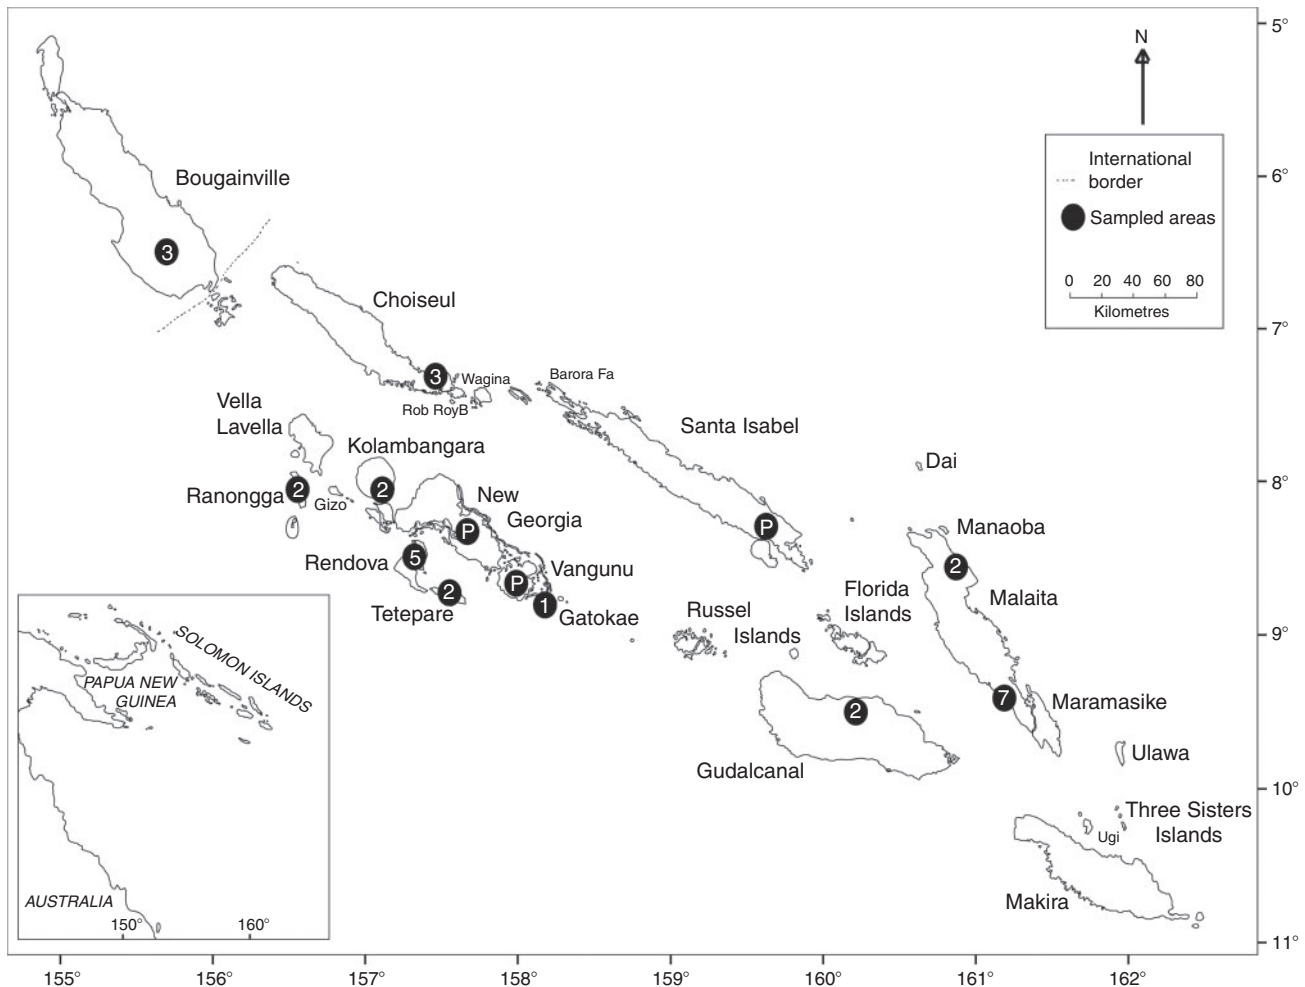 5°
N
International
border
6°
Bougainville
Sampled areas
3
0 20 40 60 80
Kilometres
Choiseul
7°
3
Wagina
Barora Fa
Rob RoyB
Vella
Lavella
Santa Isabel
Kolambangara
Dai
8°
Ranongga
2
Gizo
2
New
Georgia
P
P
Manaoba
Rendova
5
Vangunu
2
P
2
Tetepare
1
Gatokae
Florida
Islands
Malaita
Russel
Islands
9°
SOLOMON ISLANDS
PAPUA NEW
GUINEA
7
Maramasike
2
Gudalcanal
Ulawa
10°
Three Sisters
Islands
Ugi
Makira
AUSTRALIA
150°
160°
11°
155° 156° 157° 158° 159° 160° 161° 162°